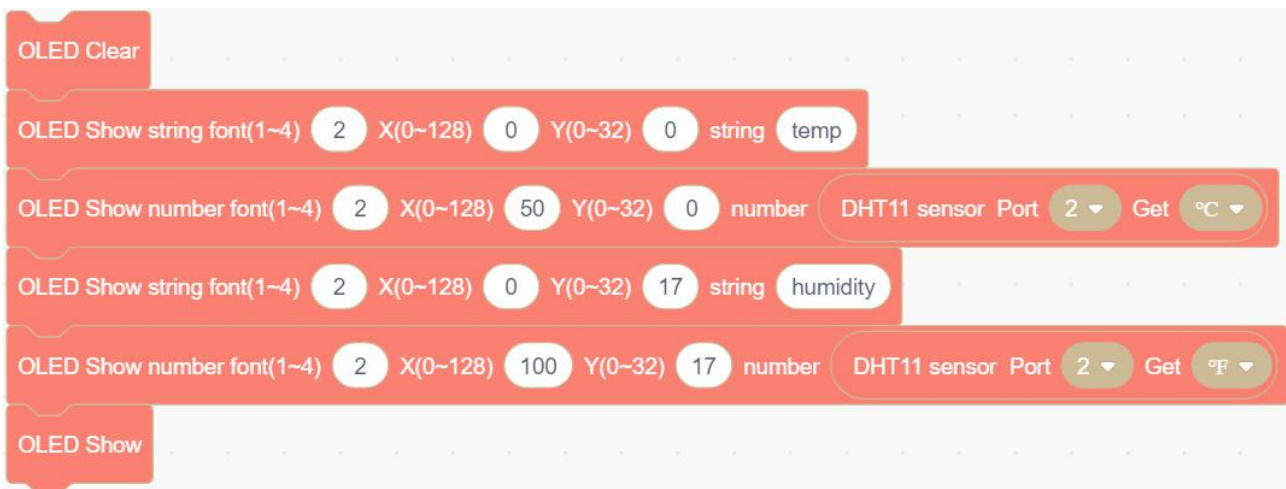 OLED Clear
OLED Show string font(1~4) 2 X(0~128) 0 Y(0~32) 0 string temp
OLED Show number font(1~4) 2 X(0~128) 50 Y(0~32) 0 number DHT11 sensor Port 2 Get °C
OLED Show string font(1~4) 2 X(0~128) 0 Y(0~32) 17 string humidity
OLED Show number font(1~4) 2 X(0~128) 100 Y(0~32) 17 number DHT11 sensor Port 2 Get °F
OLED Show